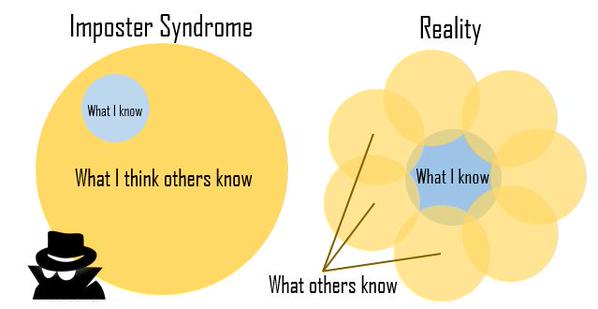 Imposter Syndrome
What I know
What I think others know
Reality
What I know
What others know